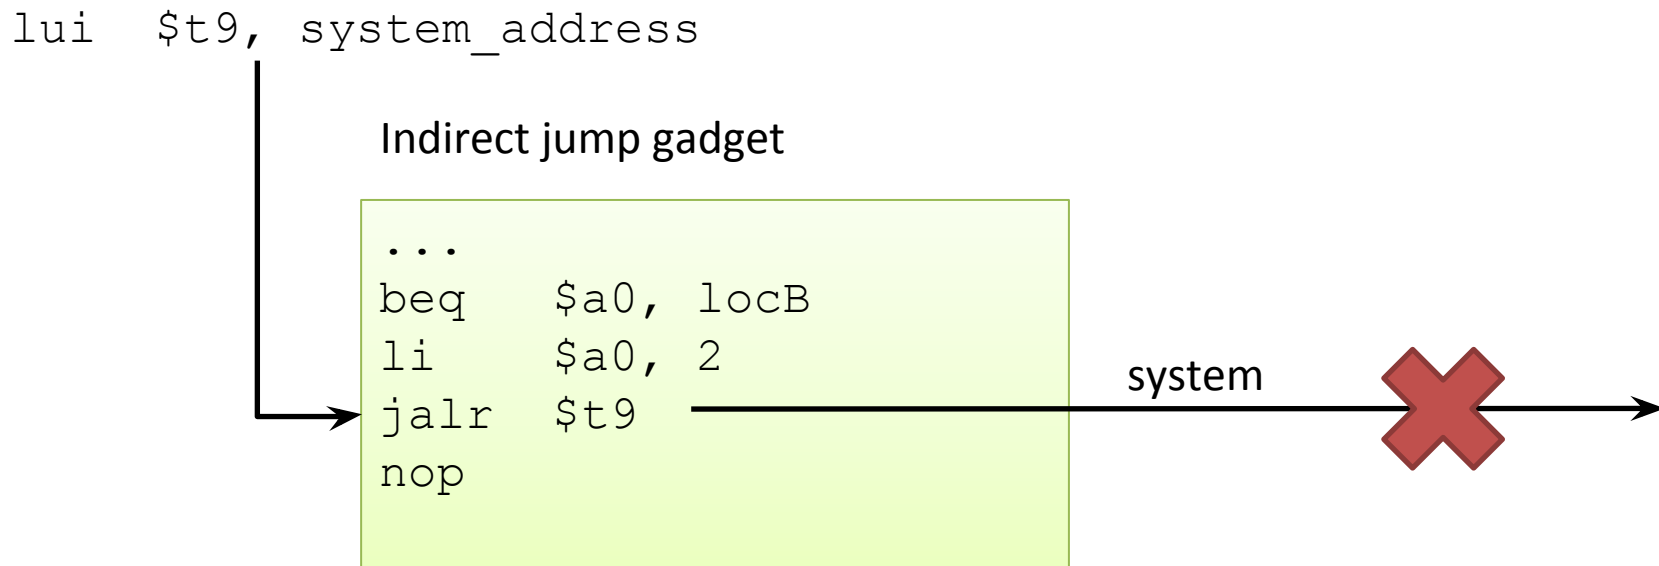 lui $t9, system_address
Indirect jump gadget
...
beq $a0, locB
li $a0, 2
jalr $t9
system
nop